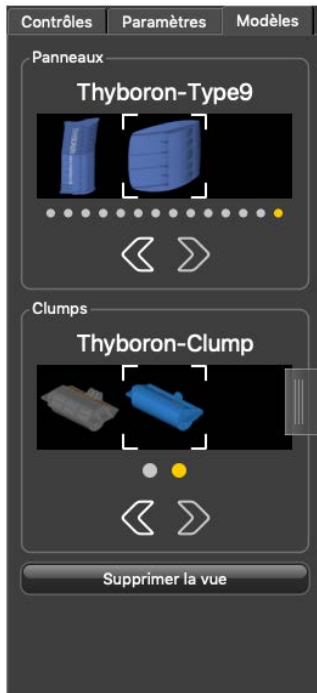 Contrôles Paramètres Modèles
Panneaux
Thyboron-Type9
Clumps
Thyboron-Clump
Supprimer la vue